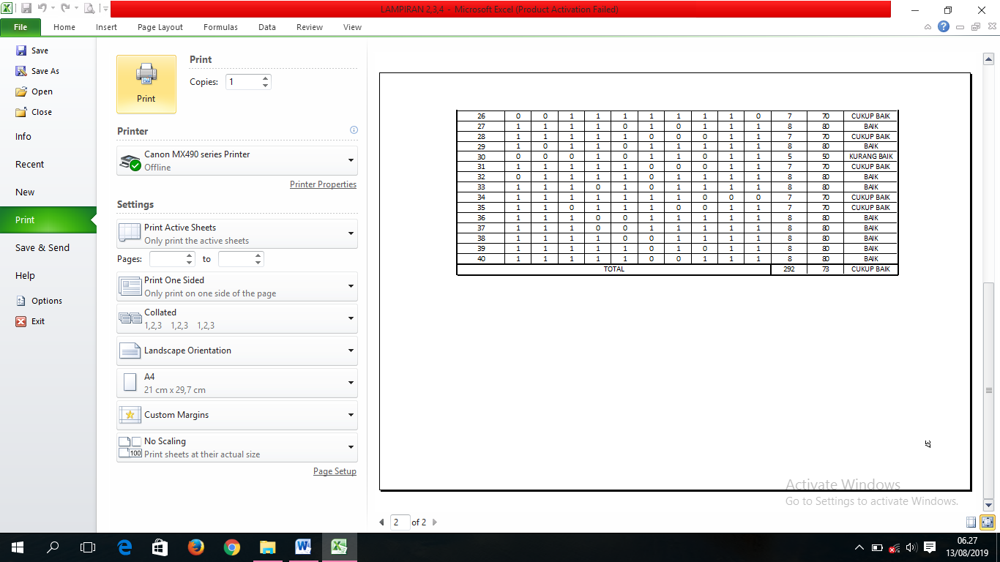 LAMPIRAN 2,3,4 - Microsoft Excel (Product Activation Failed)
File Home Insert Page Layout Formulas Data Review View
Save
Save As
Open
Close
Info
Recent
New
Print
Save & Send
Help
Options
Exit
Print
Print
Copies: 1
Printer
Canon MX490 series Printer
Offline
Printer Properties
Settings
Print Active Sheets
Only print the active sheets
Pages: to
Print One Sided
Only print on one side of the page
Collated
1,2,3 1,2,3 1,2,3
Landscape Orientation
A4
21 cm x 29,7 cm
Custom Margins
No Scaling
100 Print sheets at their actual size
Page Setup
26 0 0 1 1 1 1 1 1 1 0 7 70 CUKUP BAIK
27 1 1 1 1 0 1 0 1 1 1 8 80 BAIK
28 1 1 1 1 1 0 0 0 1 1 7 70 CUKUP BAIK
29 1 0 1 1 0 1 1 1 1 1 8 80 BAIK
30 0 0 0 1 0 1 1 0 1 1 5 50 KURANG BAIK
31 1 1 1 1 1 0 0 0 1 1 7 70 CUKUP BAIK
32 0 1 1 1 1 0 1 1 1 1 8 80 BAIK
33 1 1 1 0 1 0 1 1 1 1 8 80 BAIK
34 1 1 1 1 1 1 1 0 0 0 7 70 CUKUP BAIK
35 1 1 0 1 1 1 0 0 1 1 7 70 CUKUP BAIK
36 1 1 1 0 0 1 1 1 1 1 8 80 BAIK
37 1 1 1 0 0 1 1 1 1 1 8 80 BAIK
38 1 1 1 1 0 0 1 1 1 1 8 80 BAIK
39 1 1 1 1 1 0 1 0 1 1 8 80 BAIK
40 1 1 1 1 1 0 0 1 1 1 8 80 BAIK
TOTAL 292 73 CUKUP BAIK
Activate Windows
Go to Settings to activate Windows.
2 of 2
06.27
13/08/2019